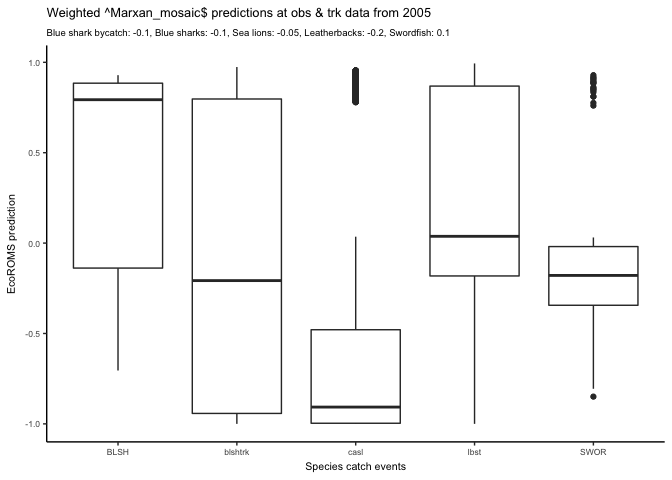 Weighted ^Marxan_mosaic$ predictions at obs & trk data from 2005
Blue shark bycatch: -0.1, Blue sharks: -0.1, Sea lions: -0.05, Leatherbacks: -0.2, Swordfish: 0.1
EcoROMS prediction
1.0
0.5
0.0
-0.5
-1.0
BLSH blshtrk casl lbst SWOR
Species catch events